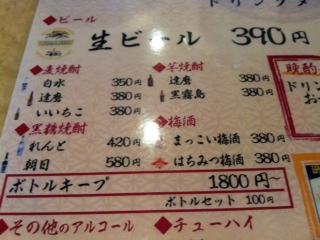 ドリンク
◆ビール
生ビール 390円
◆麦焼酎
白水 350円
達磨 380円
いいちこ 380円
◆芋焼酎
達磨 380円
黒霧島 380円
◆黒糖焼酎
れんと 420円
朝日 580円
◆梅酒
まっこい梅酒 380円
はちみつ梅酒 380円
ボトルキープ 1800円~
ボトルセット 100円
◆その他のアルコール
◆チューハイ
晩酌
ドリン